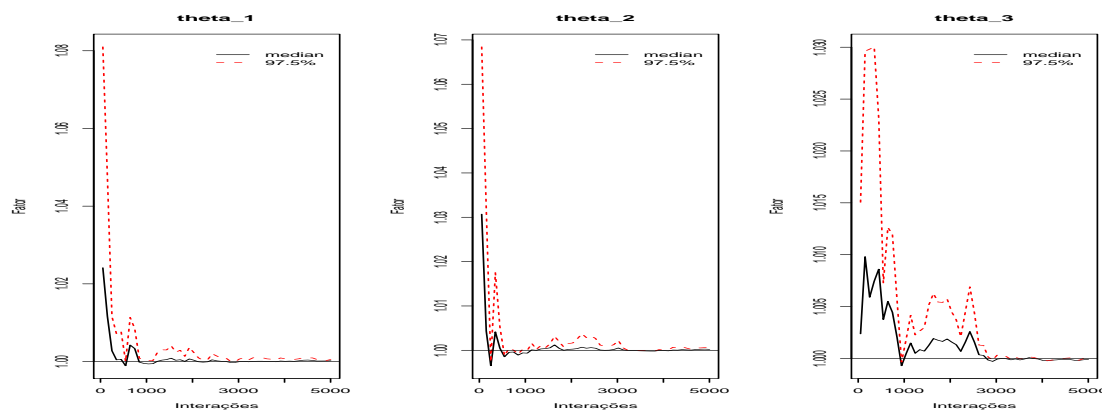 theta_1
median
97.5%
Fator
1.00
1.02
1.04
1.06
1.08
0
1000
3000
5000
Interações
theta_2
median
97.5%
Fator
1.00
1.01
1.02
1.03
1.04
1.05
1.06
1.07
0
1000
3000
5000
Interações
theta_3
median
97.5%
Fator
1.000
1.005
1.010
1.015
1.020
1.025
1.030
0
1000
3000
5000
Interações